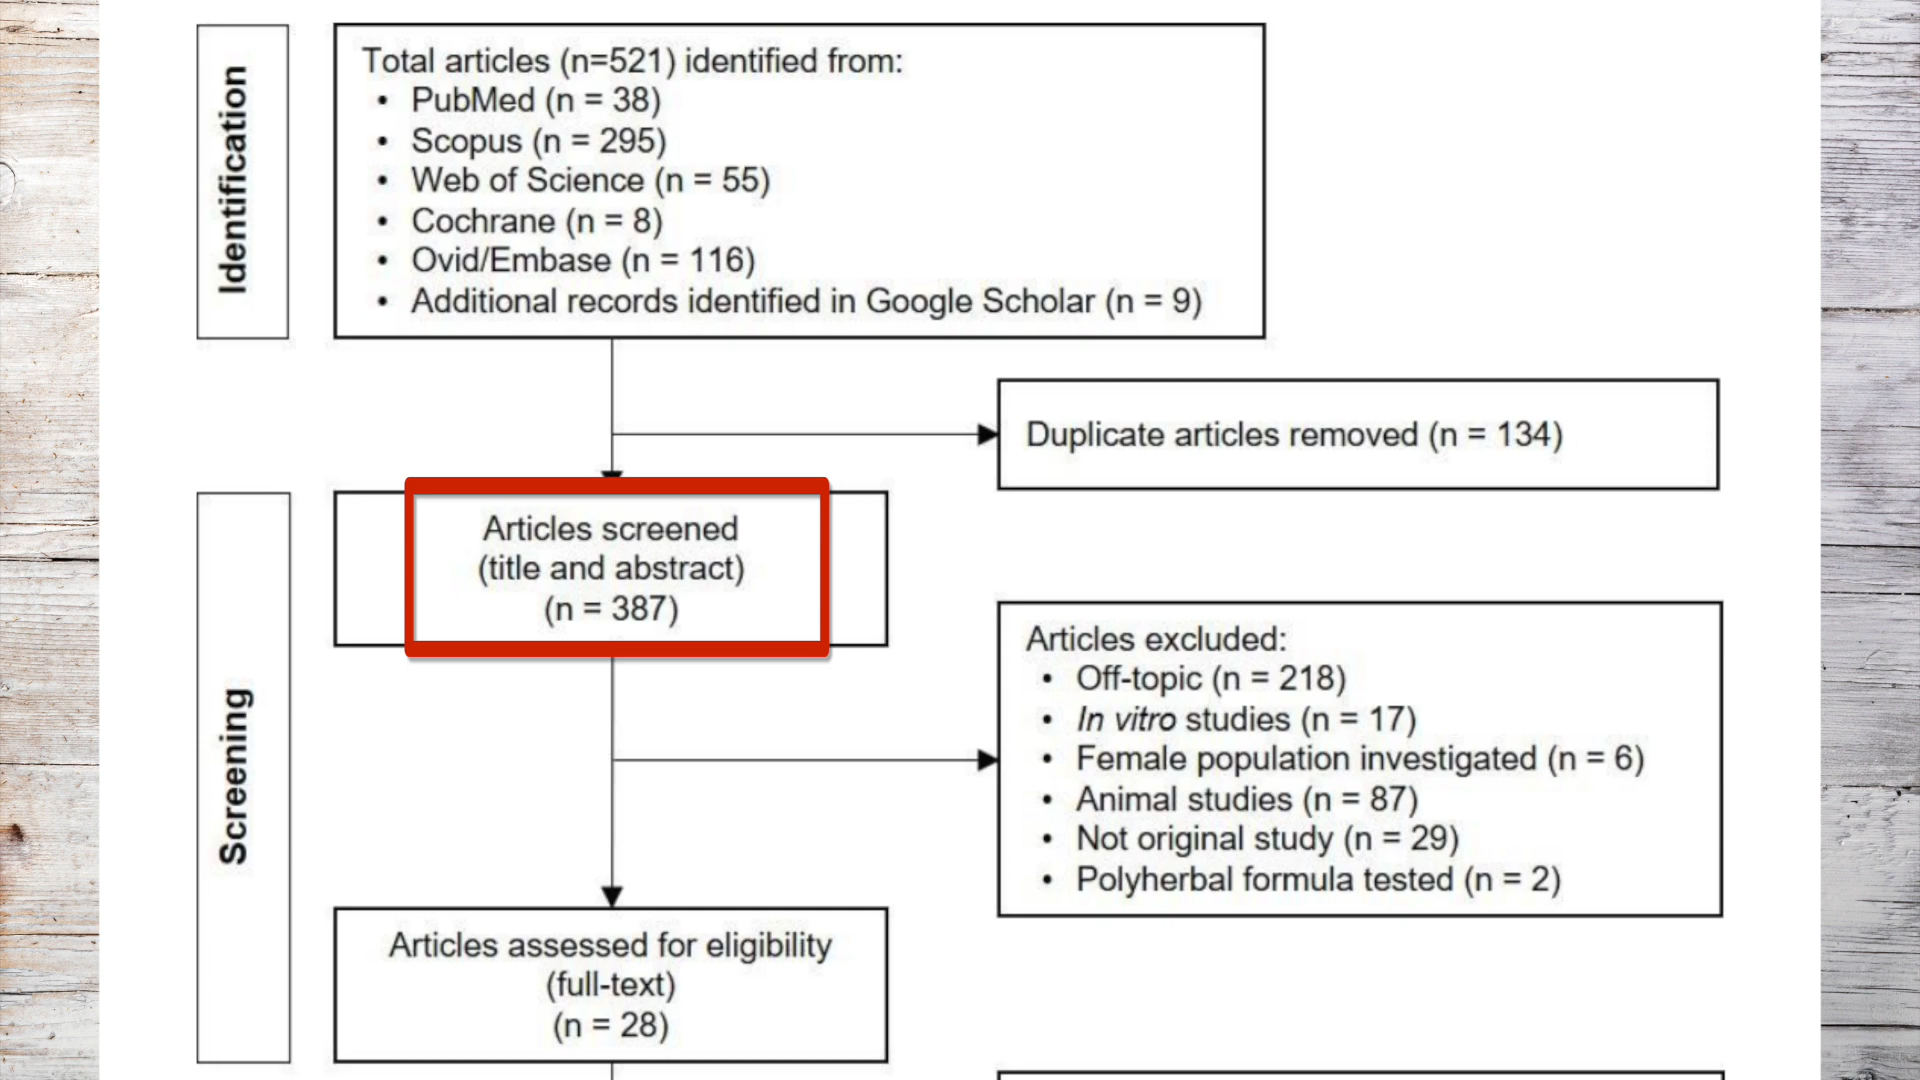 Identification
Total articles (n=521) identified from:
• PubMed (n = 38)
• Scopus (n = 295)
• Web of Science (n = 55)
• Cochrane (n = 8)
• Ovid/Embase (n = 116)
• Additional records identified in Google Scholar (n = 9)
Duplicate articles removed (n = 134)
Screening
Articles screened
(title and abstract)
(n = 387)
Articles excluded:
• Off-topic (n = 218)
• In vitro studies (n = 17)
• Female population investigated (n = 6)
• Animal studies (n = 87)
• Not original study (n = 29)
• Polyherbal formula tested (n = 2)
Articles assessed for eligibility
(full-text)
(n = 28)